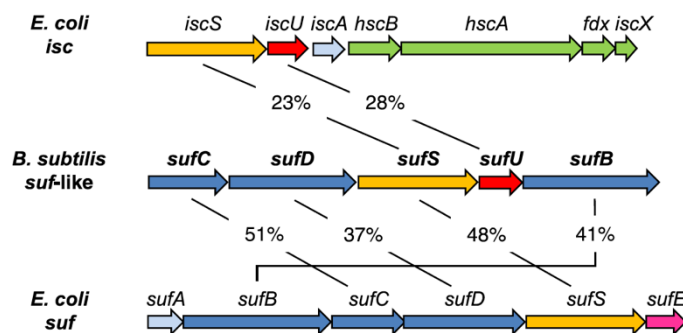 E. coli
isc
iscS iscU iscA hscB hscA fdx iscX
23% 28%
B. subtilis
suf-like
sufC sufD sufS sufU sufB
51% 37% 48% 41%
E. coli
suf
sufA sufB sufC sufD sufS sufE